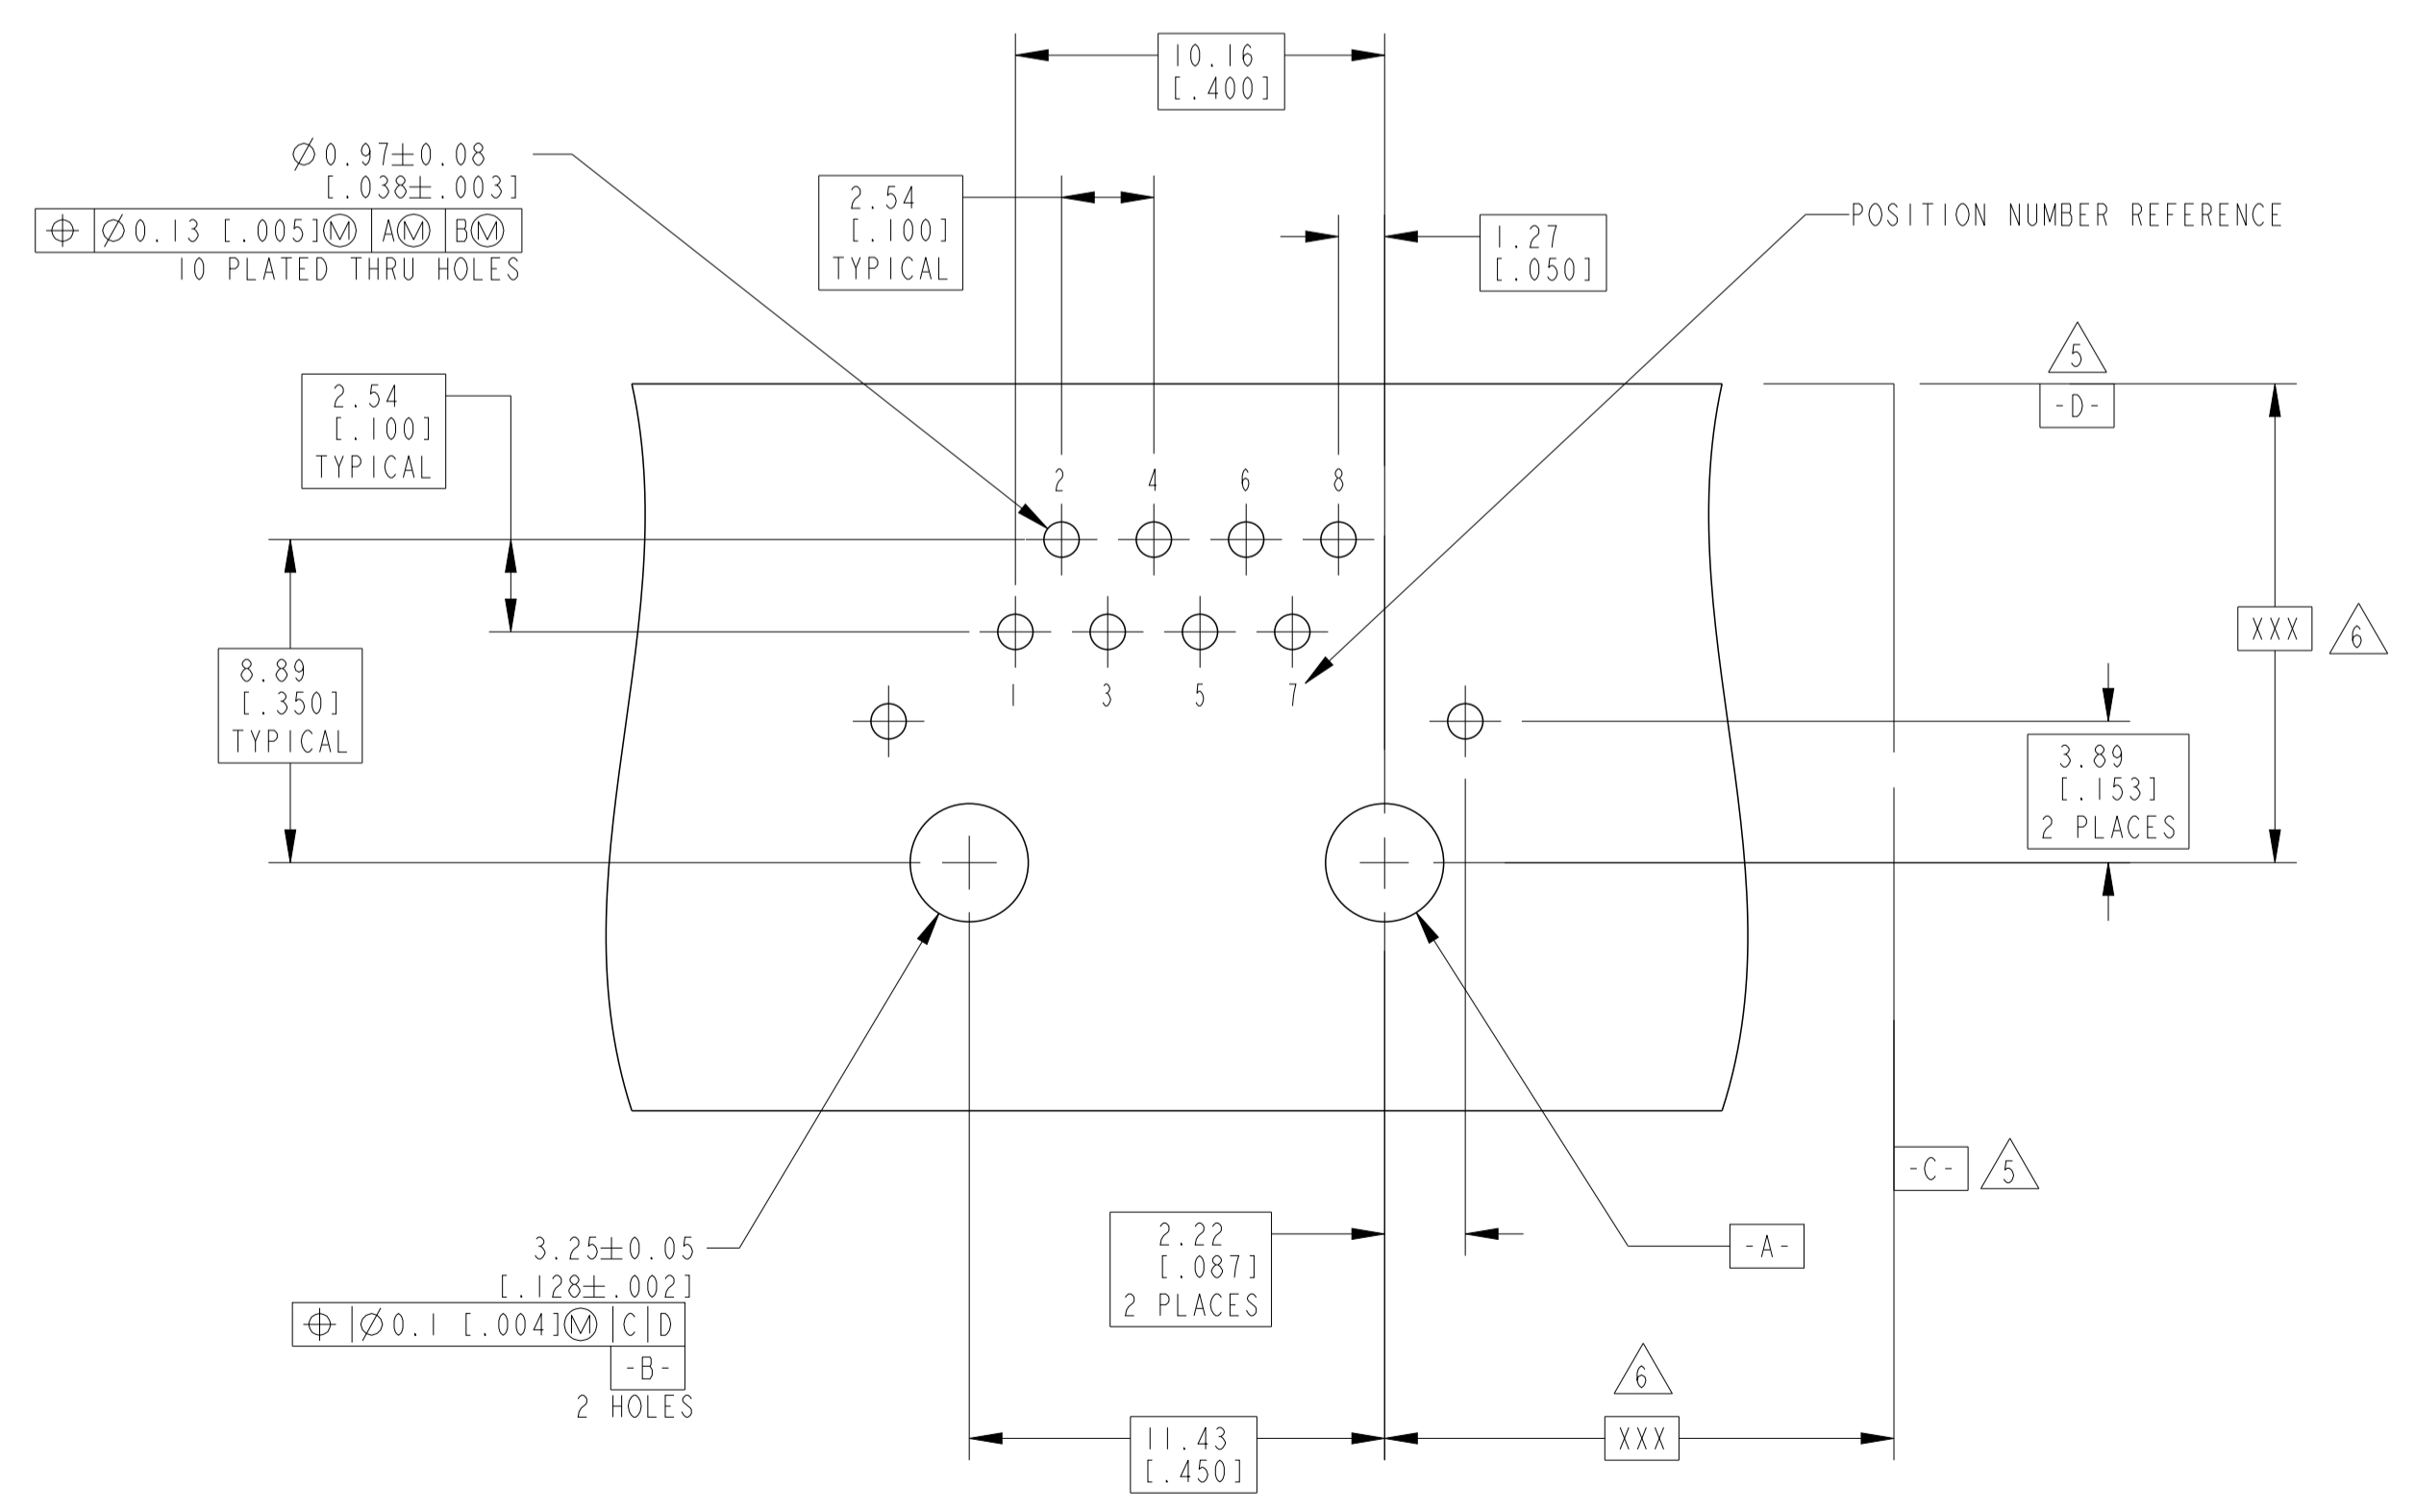 10.16
[.400]
Ø0.97±0.08
[.038±.003]
⌖ Ø0.13 [.005]Ⓜ AⓂ BⓂ
10 PLATED THRU HOLES
2.54
[.100]
TYPICAL
1.27
[.050]
POSITION NUMBER REFERENCE
5
-D-
2.54
[.100]
TYPICAL
2 4 6 8
XXX 6
8.89
[.350]
TYPICAL
1 3 5 7
3.89
[.153]
2 PLACES
-C- 5
2.22
[.087]
2 PLACES
-A-
3.25±0.05
[.128±.002]
⌖ Ø0.1 [.004]Ⓜ C D
-B-
2 HOLES
6
11.43
[.450]
XXX